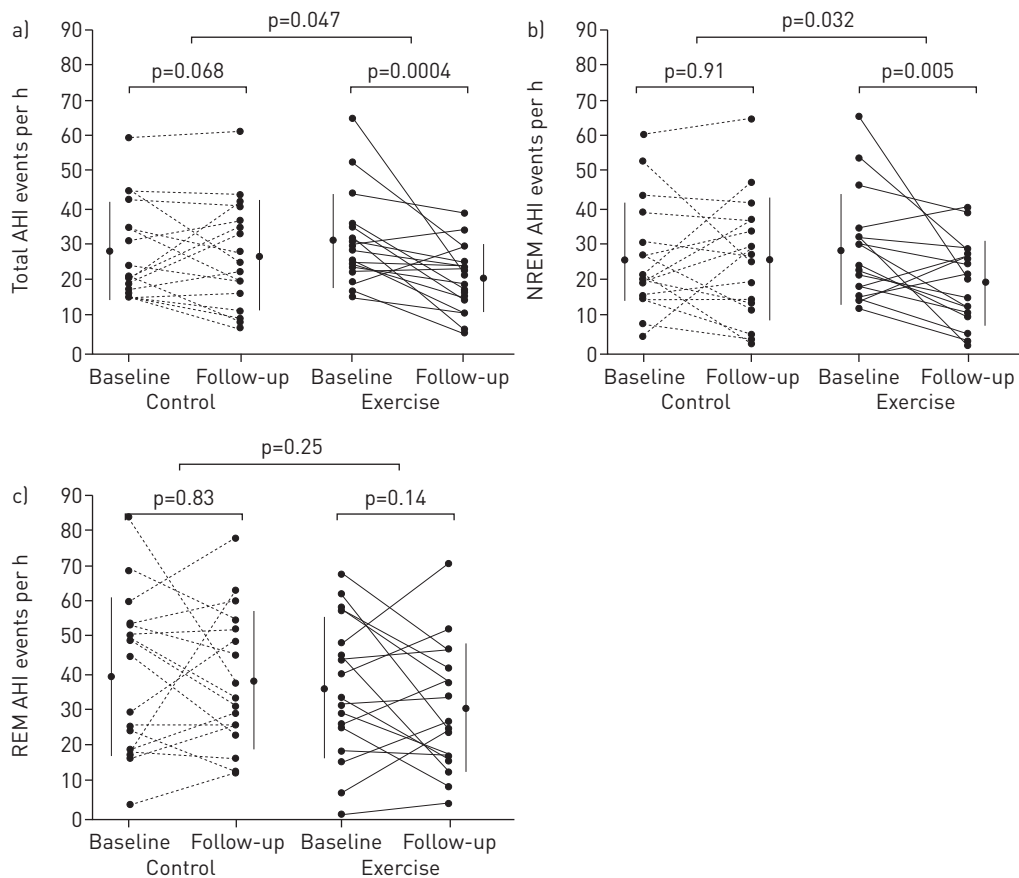 a)
p=0.047
p=0.068 p=0.0004
Total AHI events per h
90
80
70
60
50
40
30
20
10
0
Baseline Follow-up Baseline Follow-up
Control Exercise
b)
p=0.032
p=0.91 p=0.005
NREM AHI events per h
90
80
70
60
50
40
30
20
10
0
Baseline Follow-up Baseline Follow-up
Control Exercise
c)
p=0.25
p=0.83 p=0.14
REM AHI events per h
90
80
70
60
50
40
30
20
10
0
Baseline Follow-up Baseline Follow-up
Control Exercise